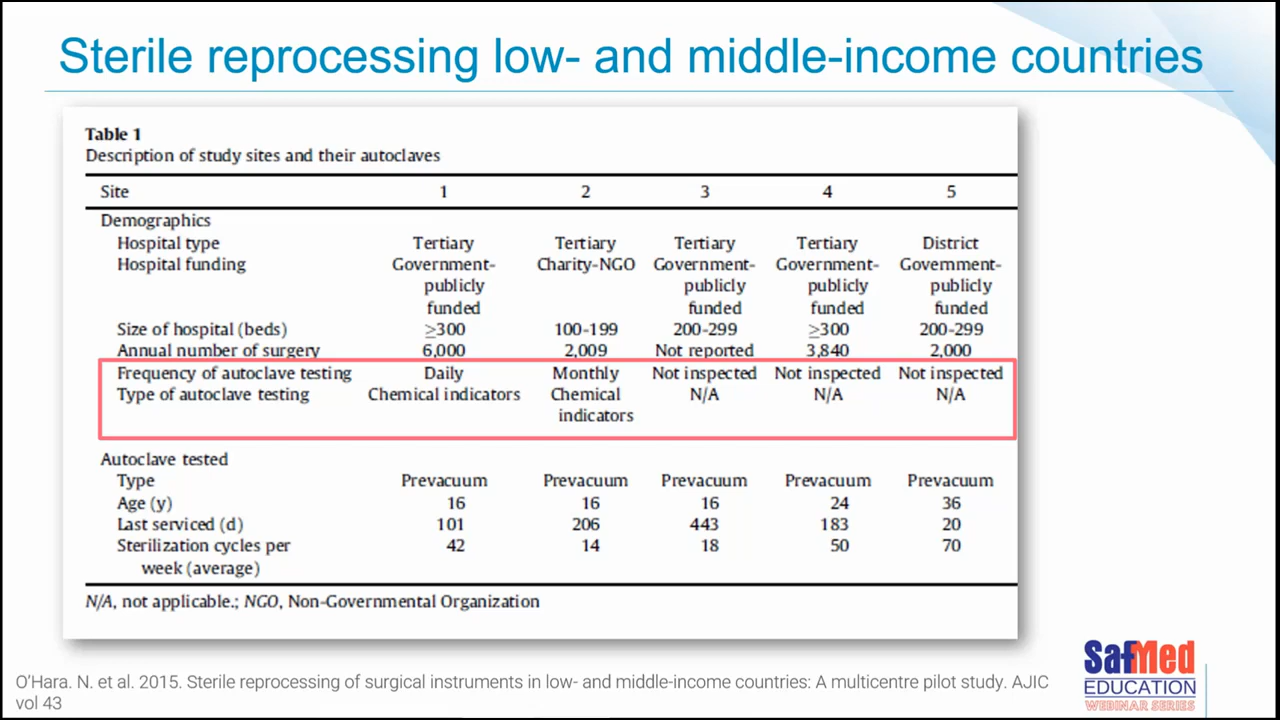 Sterile reprocessing low- and middle-income countries
Table 1
Description of study sites and their autoclaves
Site 1 2 3 4 5
Demographics
Hospital type Tertiary Tertiary Tertiary Tertiary District
Hospital funding Government- Charity-NGO Government- Government- Government-
publicly publicly publicly publicly
funded funded funded funded
Size of hospital (beds) ≥300 100-199 200-299 ≥300 200-299
Annual number of surgery 6,000 2,009 Not reported 3,840 2,000
Frequency of autoclave testing Daily Monthly Not inspected Not inspected Not inspected
Type of autoclave testing Chemical indicators Chemical N/A N/A N/A
indicators
Autoclave tested
Type Prevacuum Prevacuum Prevacuum Prevacuum Prevacuum
Age (y) 16 16 16 24 36
Last serviced (d) 101 206 443 183 20
Sterilization cycles per 42 14 18 50 70
week (average)
N/A, not applicable.; NGO, Non-Governmental Organization
O'Hara. N. et al. 2015. Sterile reprocessing of surgical instruments in low- and middle-income countries: A multicentre pilot study. AJIC
vol 43
SafMed
EDUCATION
WEBINAR SERIES